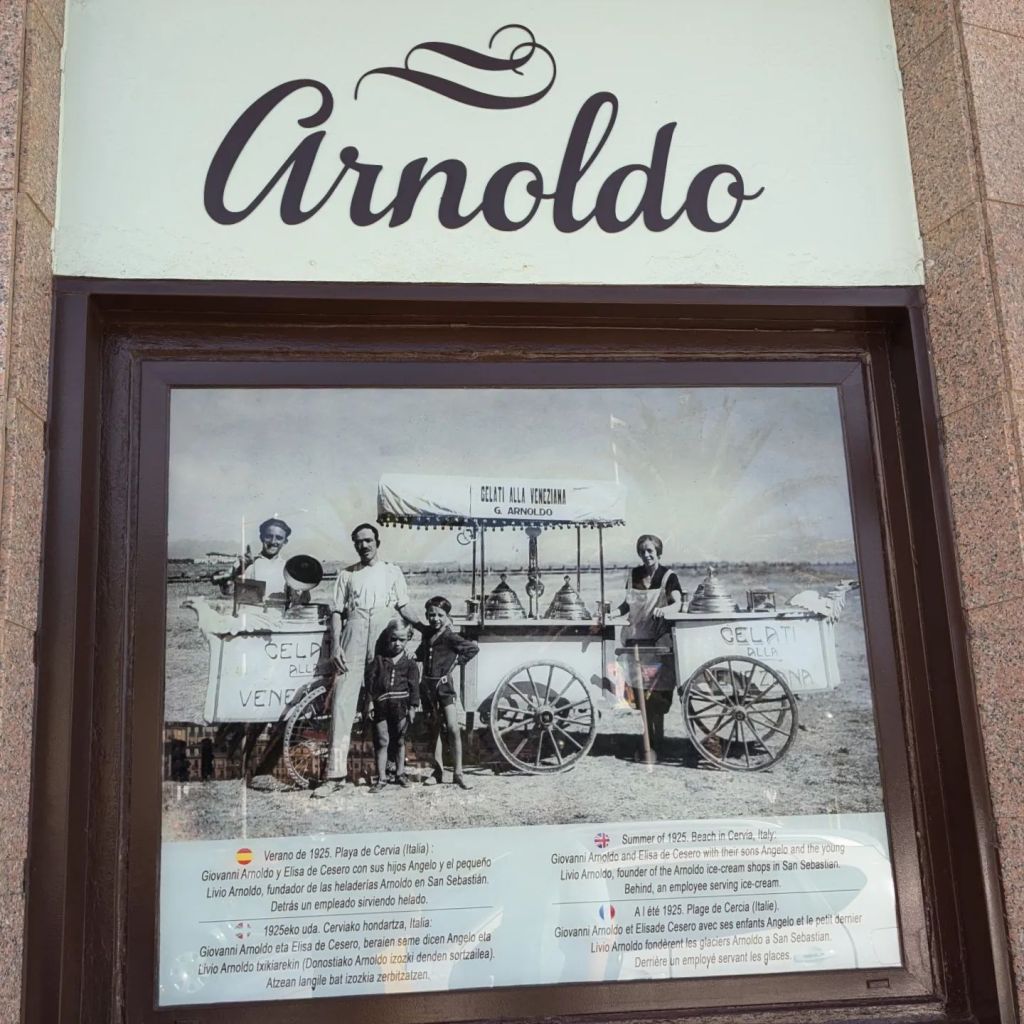 Arnoldo
GELATI ALLA VENEZIANA
G. ARNOLDO
GELA
ALLA
VENE
GELATI
ALLA
VENEZIANA
Verano de 1925. Playa de Cervia (Italia) :
Giovanni Arnoldo y Elisa de Cesero con sus hijos Angelo y el pequeño
Livio Arnoldo, fundador de las heladerías Arnoldo en San Sebastián.
Detrás un empleado sirviendo helado.
1925eko uda. Cerviako hondartza, Italia:
Giovanni Arnoldo eta Elisa de Cesero, beraien seme dicen Angelo eta
Livio Arnoldo txikiarekin (Donostiako Arnoldo izozki denden sortzailea).
Atzean langile bat izozkia zerbitzatzen.
Summer of 1925. Beach in Cervia, Italy:
Giovanni Arnoldo and Elisa de Cesero with their sons Angelo and the young
Livio Arnoldo, founder of the Arnoldo ice-cream shops in San Sebastián.
Behind, an employee serving ice-cream.
A l été 1925. Plage de Cercia (Italie).
Giovanni Arnoldo et Elisade Cesero avec ses enfants Angelo et le petit dernier
Livio Arnoldo fondèrent les glaciers Arnoldo a San Sebastian.
Derrière un employé servant les glaces.